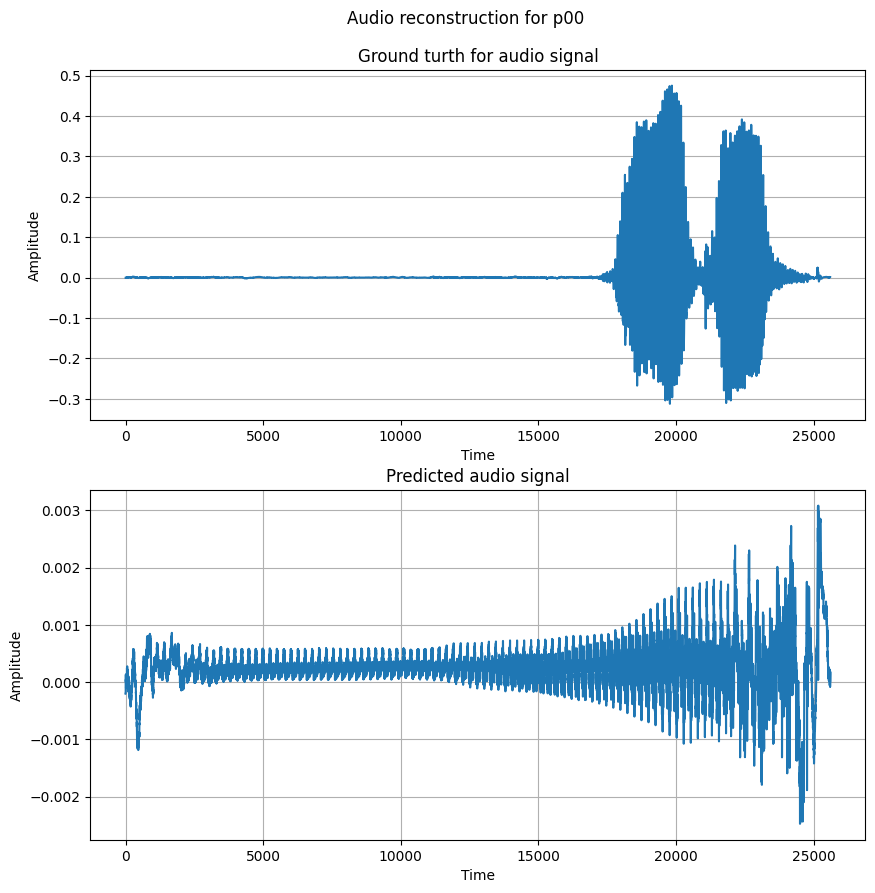 Audio reconstruction for p00
Ground turth for audio signal
0.5
0.4
0.3
0.2
0.1
0.0
−0.1
−0.2
−0.3
Amplitude
0 5000 10000 15000 20000 25000
Time
Predicted audio signal
0.003
0.002
0.001
0.000
−0.001
−0.002
Amplitude
0 5000 10000 15000 20000 25000
Time